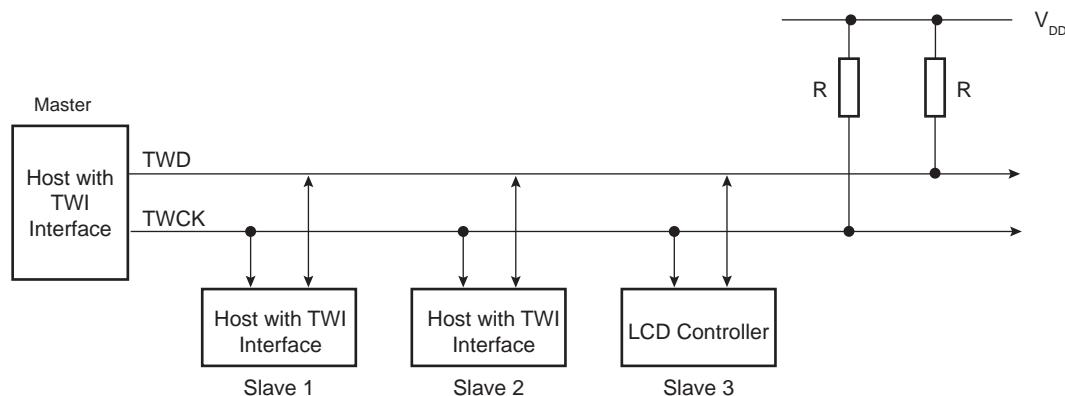 V_DD
R
R
Master
Host with
TWI
Interface
TWD
TWCK
Host with TWI
Interface
Host with TWI
Interface
LCD Controller
Slave 1
Slave 2
Slave 3